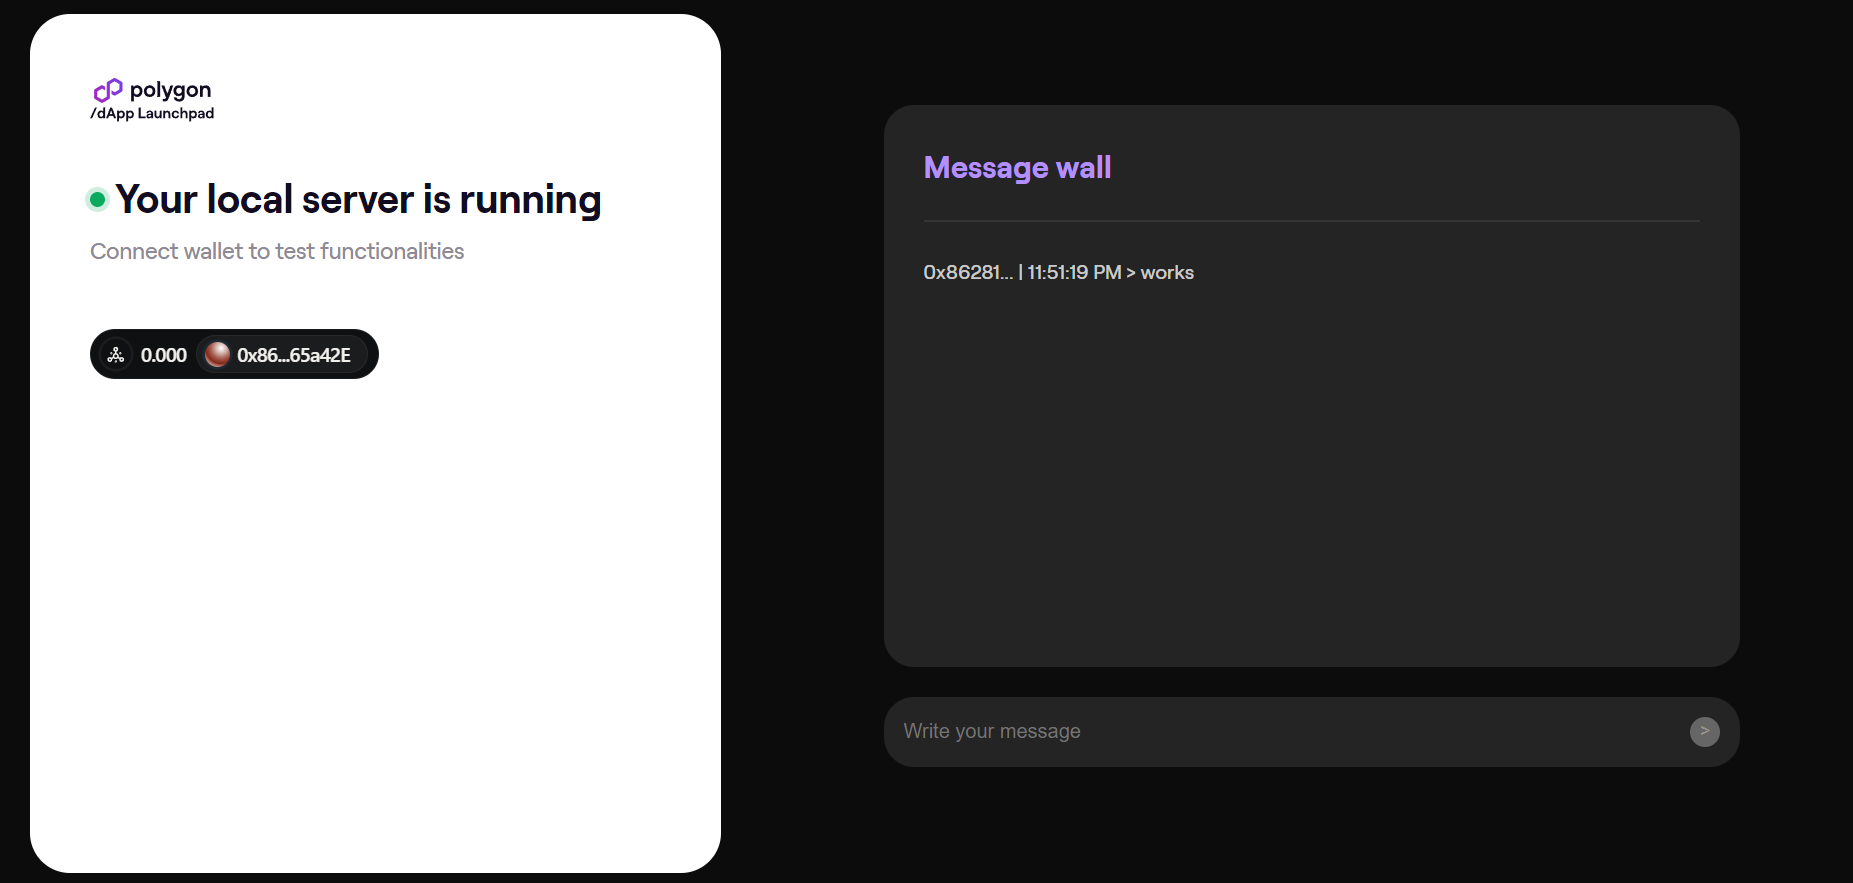 polygon
/dApp Launchpad
Your local server is running
Connect wallet to test functionalities
0.000 0x86...65a42E
Message wall
0x86281... | 11:51:19 PM > works
Write your message >